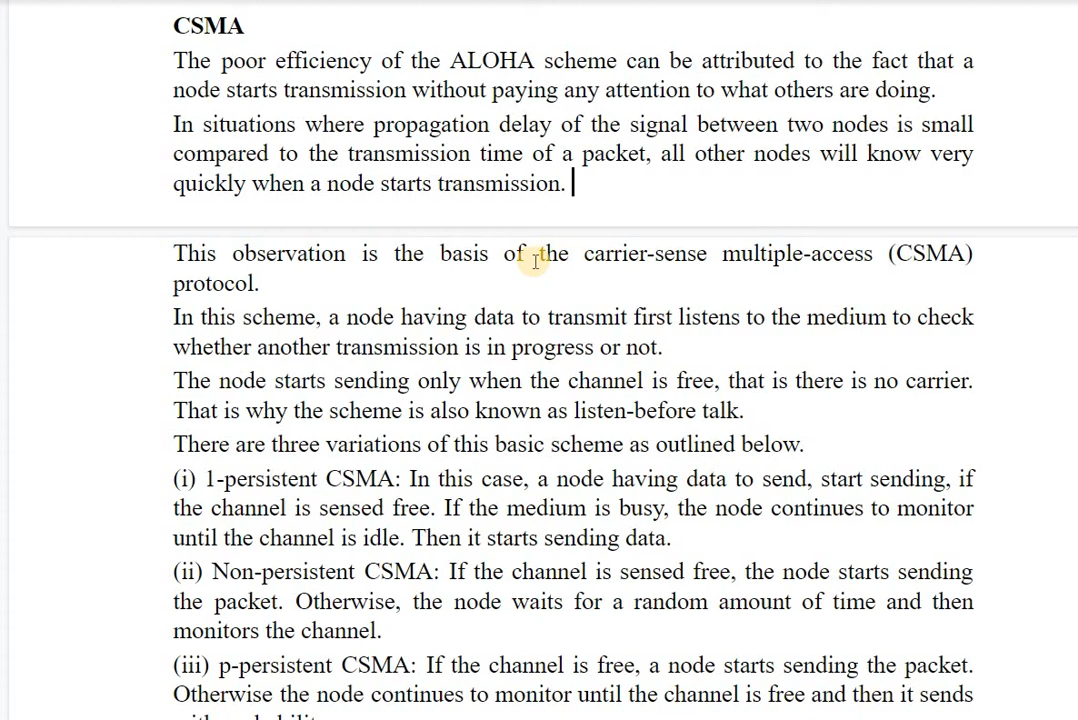 CSMA
The poor efficiency of the ALOHA scheme can be attributed to the fact that a
node starts transmission without paying any attention to what others are doing.
In situations where propagation delay of the signal between two nodes is small
compared to the transmission time of a packet, all other nodes will know very
quickly when a node starts transmission.
This observation is the basis of the carrier-sense multiple-access (CSMA)
protocol.
In this scheme, a node having data to transmit first listens to the medium to check
whether another transmission is in progress or not.
The node starts sending only when the channel is free, that is there is no carrier.
That is why the scheme is also known as listen-before talk.
There are three variations of this basic scheme as outlined below.
(i) 1-persistent CSMA: In this case, a node having data to send, start sending, if
the channel is sensed free. If the medium is busy, the node continues to monitor
until the channel is idle. Then it starts sending data.
(ii) Non-persistent CSMA: If the channel is sensed free, the node starts sending
the packet. Otherwise, the node waits for a random amount of time and then
monitors the channel.
(iii) p-persistent CSMA: If the channel is free, a node starts sending the packet.
Otherwise the node continues to monitor until the channel is free and then it sends